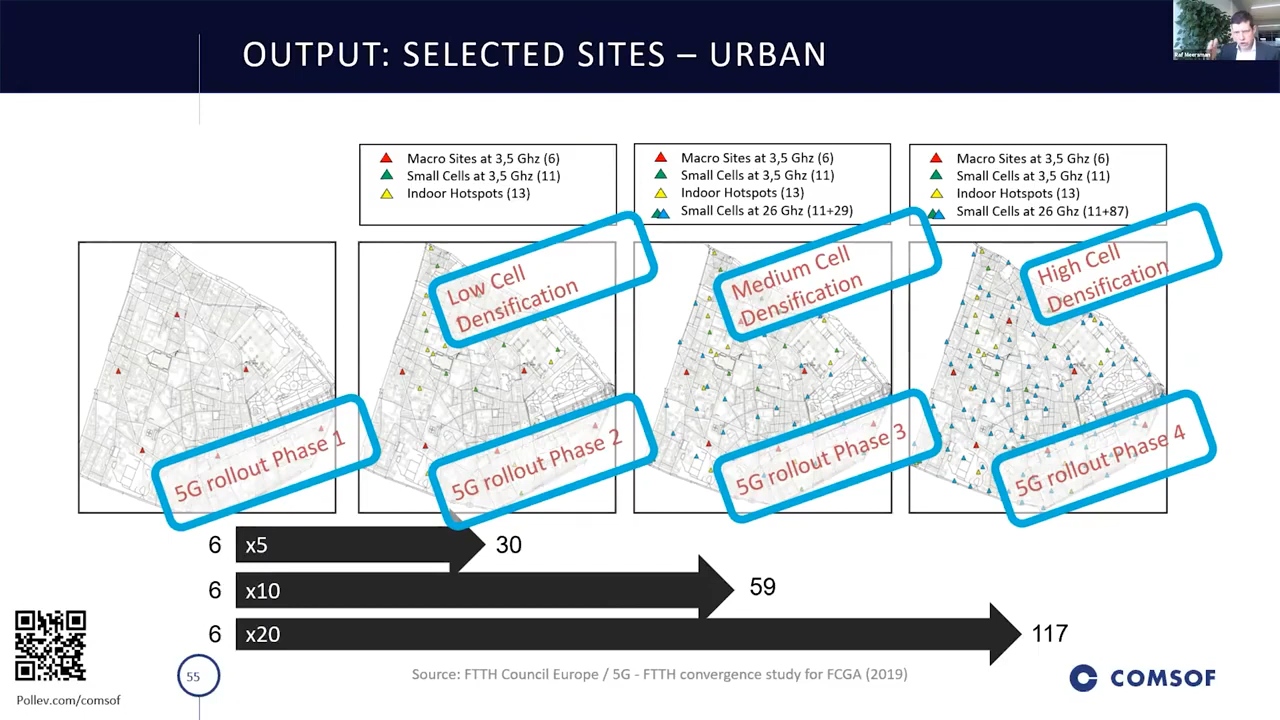 OUTPUT: SELECTED SITES – URBAN
Raf Meersman
Macro Sites at 3,5 Ghz (6)
Small Cells at 3,5 Ghz (11)
Indoor Hotspots (13)
Macro Sites at 3,5 Ghz (6)
Small Cells at 3,5 Ghz (11)
Indoor Hotspots (13)
Small Cells at 26 Ghz (11+29)
Macro Sites at 3,5 Ghz (6)
Small Cells at 3,5 Ghz (11)
Indoor Hotspots (13)
Small Cells at 26 Ghz (11+87)
Low Cell
Densification
Medium Cell
Densification
High Cell
Densification
5G rollout Phase 1
5G rollout Phase 2
5G rollout Phase 3
5G rollout Phase 4
6 x5 30
6 x10 59
6 x20 117
Pollev.com/comsof
55
Source: FTTH Council Europe / 5G - FTTH convergence study for FCGA (2019)
COMSOF